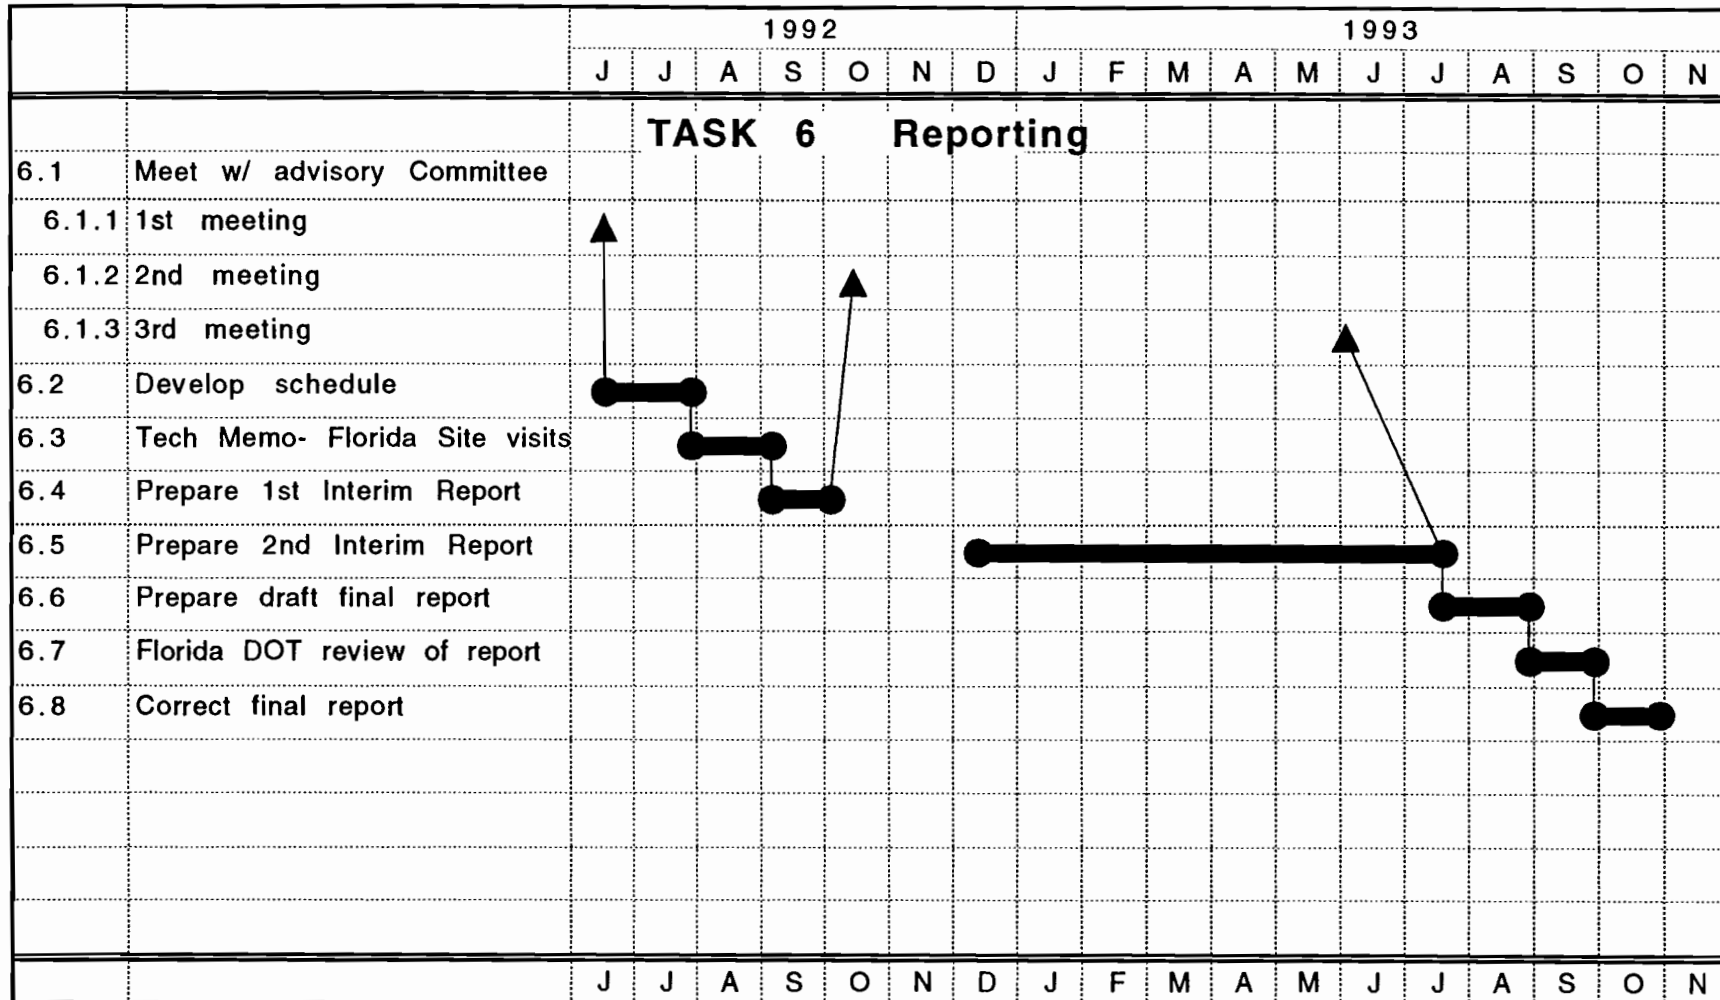 1992 1993
J J A S O N D J F M A M J J A S O N
TASK 6 Reporting
6.1 Meet w/ advisory Committee
6.1.1 1st meeting
6.1.2 2nd meeting
6.1.3 3rd meeting
6.2 Develop schedule
6.3 Tech Memo- Florida Site visits
6.4 Prepare 1st Interim Report
6.5 Prepare 2nd Interim Report
6.6 Prepare draft final report
6.7 Florida DOT review of report
6.8 Correct final report
J J A S O N D J F M A M J J A S O N